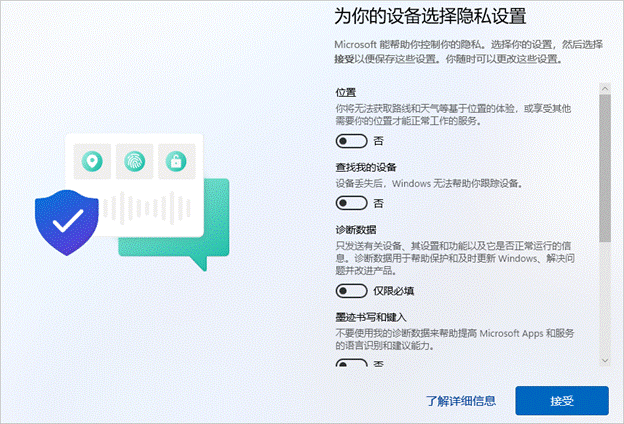 为你的设备选择隐私设置
Microsoft 能帮助你控制你的隐私。选择你的设置，然后选择
接受以便保存这些设置。你随时可以更改这些设置。
位置
你将无法获取路线和天气等基于位置的体验，或享受其他
需要你的位置才能正常工作的服务。
否
查找我的设备
设备丢失后，Windows 无法帮助你跟踪设备。
否
诊断数据
只发送有关设备、其设置和功能以及它是否正常运行的信
息。诊断数据用于帮助保护和及时更新 Windows、解决问
题并改进产品。
仅限必填
墨迹书写和键入
不要使用我的诊断数据来帮助提高 Microsoft Apps 和服务
的语言识别和建议能力。
否
了解详细信息
接受